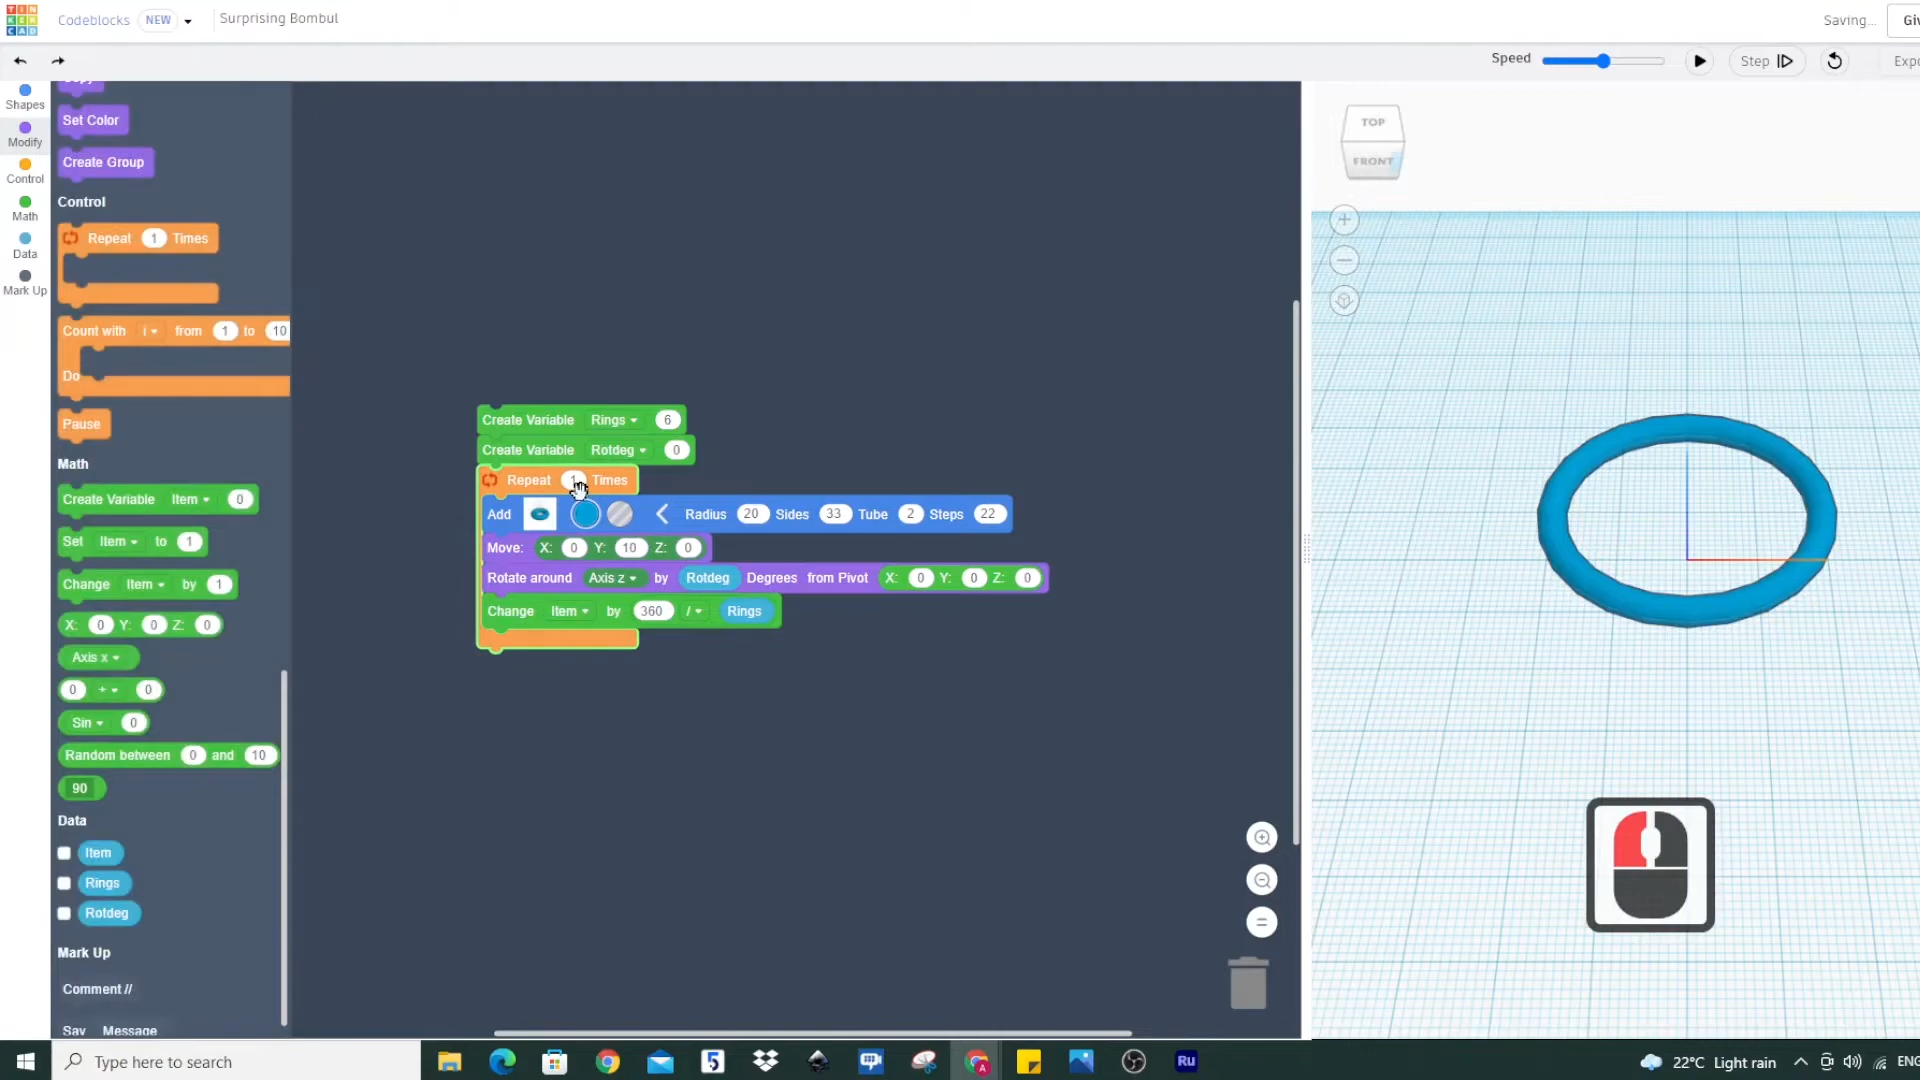 TIN
KER
CAD
Codeblocks NEW
Surprising Bombul
Saving...
Speed
Step
Shapes
Modify
Control
Math
Data
Mark Up
Set Color
Create Group
Control
Repeat 1 Times
Count with i from 1 to 10
Do
Pause
Math
Create Variable Item 0
Set Item to 1
Change Item by 1
X: 0 Y: 0 Z: 0
Axis x
0 + 0
Sin 0
Random between 0 and 10
90
Data
Item
Rings
Rotdeg
Mark Up
Comment //
Say Message
Create Variable Rings 6
Create Variable Rotdeg 0
Repeat 1 Times
Add Radius 20 Sides 33 Tube 2 Steps 22
Move: X: 0 Y: 10 Z: 0
Rotate around Axis z by Rotdeg Degrees from Pivot X: 0 Y: 0 Z: 0
Change Item by 360 / Rings
TOP
FRONT
Type here to search
5
A
Ru
22°C Light rain
ENG